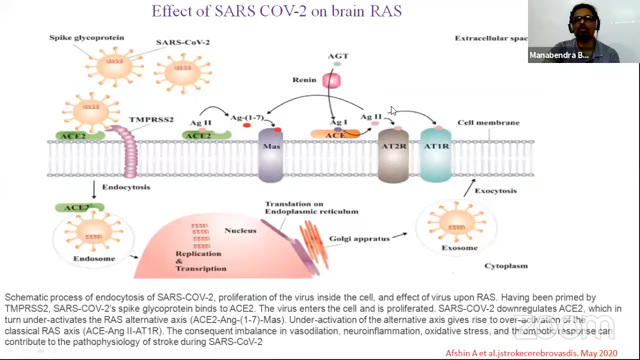 Effect of SARS COV-2 on brain RAS
Spike glycoprotein
SARS-CoV-2
AGT
Extracellular spac
Manabendra B...
Renin
TMPRSS2
Ag II
Ag-(1-7)
Ag I
Ag II
ACE2
ACE2
ACE
Mas
AT2R
AT1R
Cell membrane
Endocytosis
Exocytosis
ACE2
Endosome
Nucleus
Replication
&
Transcription
Translation on
Endoplasmic reticulum
Golgi appratus
Exosome
Cytoplasm
Schematic process of endocytosis of SARS-COV-2, proliferation of the virus inside the cell, and effect of virus upon RAS. Having been primed by
TMPRSS2, SARS-COV-2's spike glycoprotein binds to ACE2. The virus enters the cell and is proliferated. SARS-COV-2 downregulates ACE2, which in
turn under-activates the RAS alternative axis (ACE2-Ang-(1-7)-Mas). Under-activation of the alternative axis gives rise to over-activation of the
classical RAS axis (ACE-Ang II-AT1R). The consequent imbalance in vasodilation, neuroinflammation, oxidative stress, and thrombotic response can
contribute to the pathophysiology of stroke during SARS-CoV-2
Afshin A et al.jstrokecerebrovasdis. May 2020